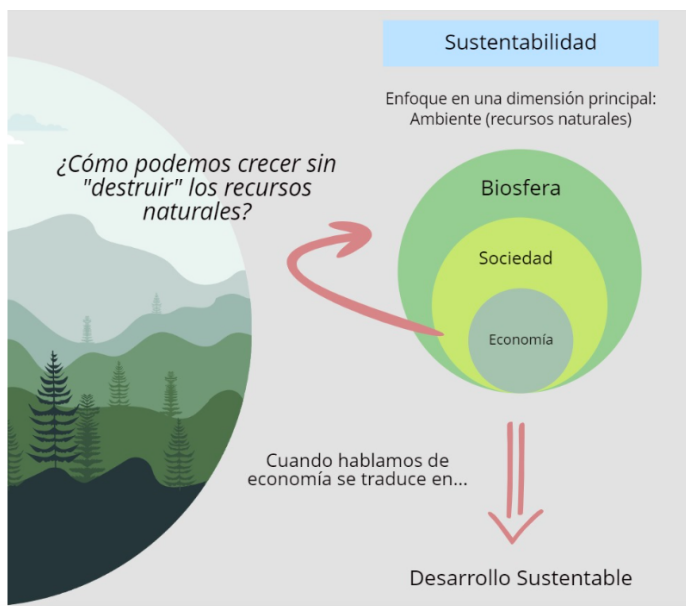 Sustentabilidad
Enfoque en una dimensión principal:
Ambiente (recursos naturales)
¿Cómo podemos crecer sin
"destruir" los recursos
naturales?
Biosfera
Sociedad
Economía
Cuando hablamos de
economía se traduce en...
Desarrollo Sustentable